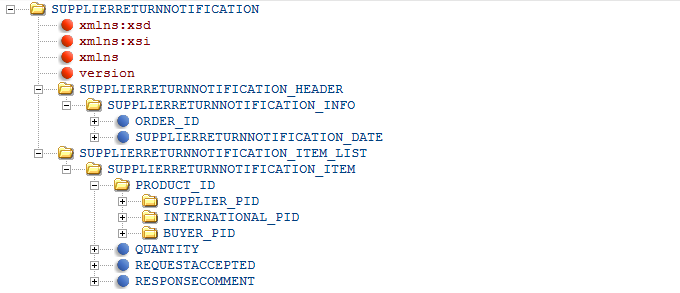 SUPPLIERRETURNNOTIFICATION
xmlns:xsd
xmlns:xsi
xmlns
version
SUPPLIERRETURNNOTIFICATION_HEADER
SUPPLIERRETURNNOTIFICATION_INFO
ORDER_ID
SUPPLIERRETURNNOTIFICATION_DATE
SUPPLIERRETURNNOTIFICATION_ITEM_LIST
SUPPLIERRETURNNOTIFICATION_ITEM
PRODUCT_ID
SUPPLIER_PID
INTERNATIONAL_PID
BUYER_PID
QUANTITY
REQUESTACCEPTED
RESPONSECOMMENT